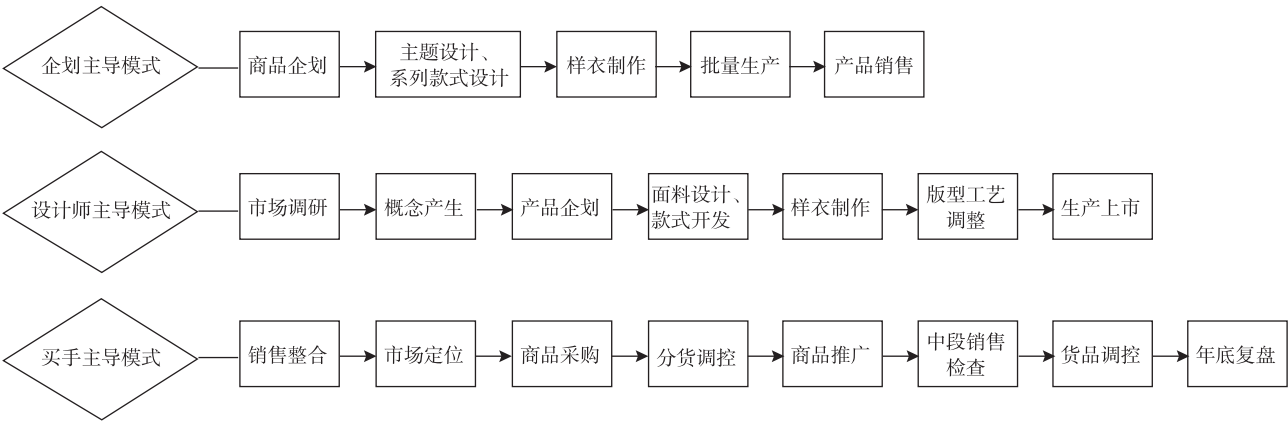 企划主导模式
商品企划
主题设计、
系列款式设计
样衣制作
批量生产
产品销售
设计师主导模式
市场调研
概念产生
产品企划
面料设计、
款式开发
样衣制作
版型工艺
调整
生产上市
买手主导模式
销售整合
市场定位
商品采购
分货调控
商品推广
中段销售
检查
货品调控
年底复盘